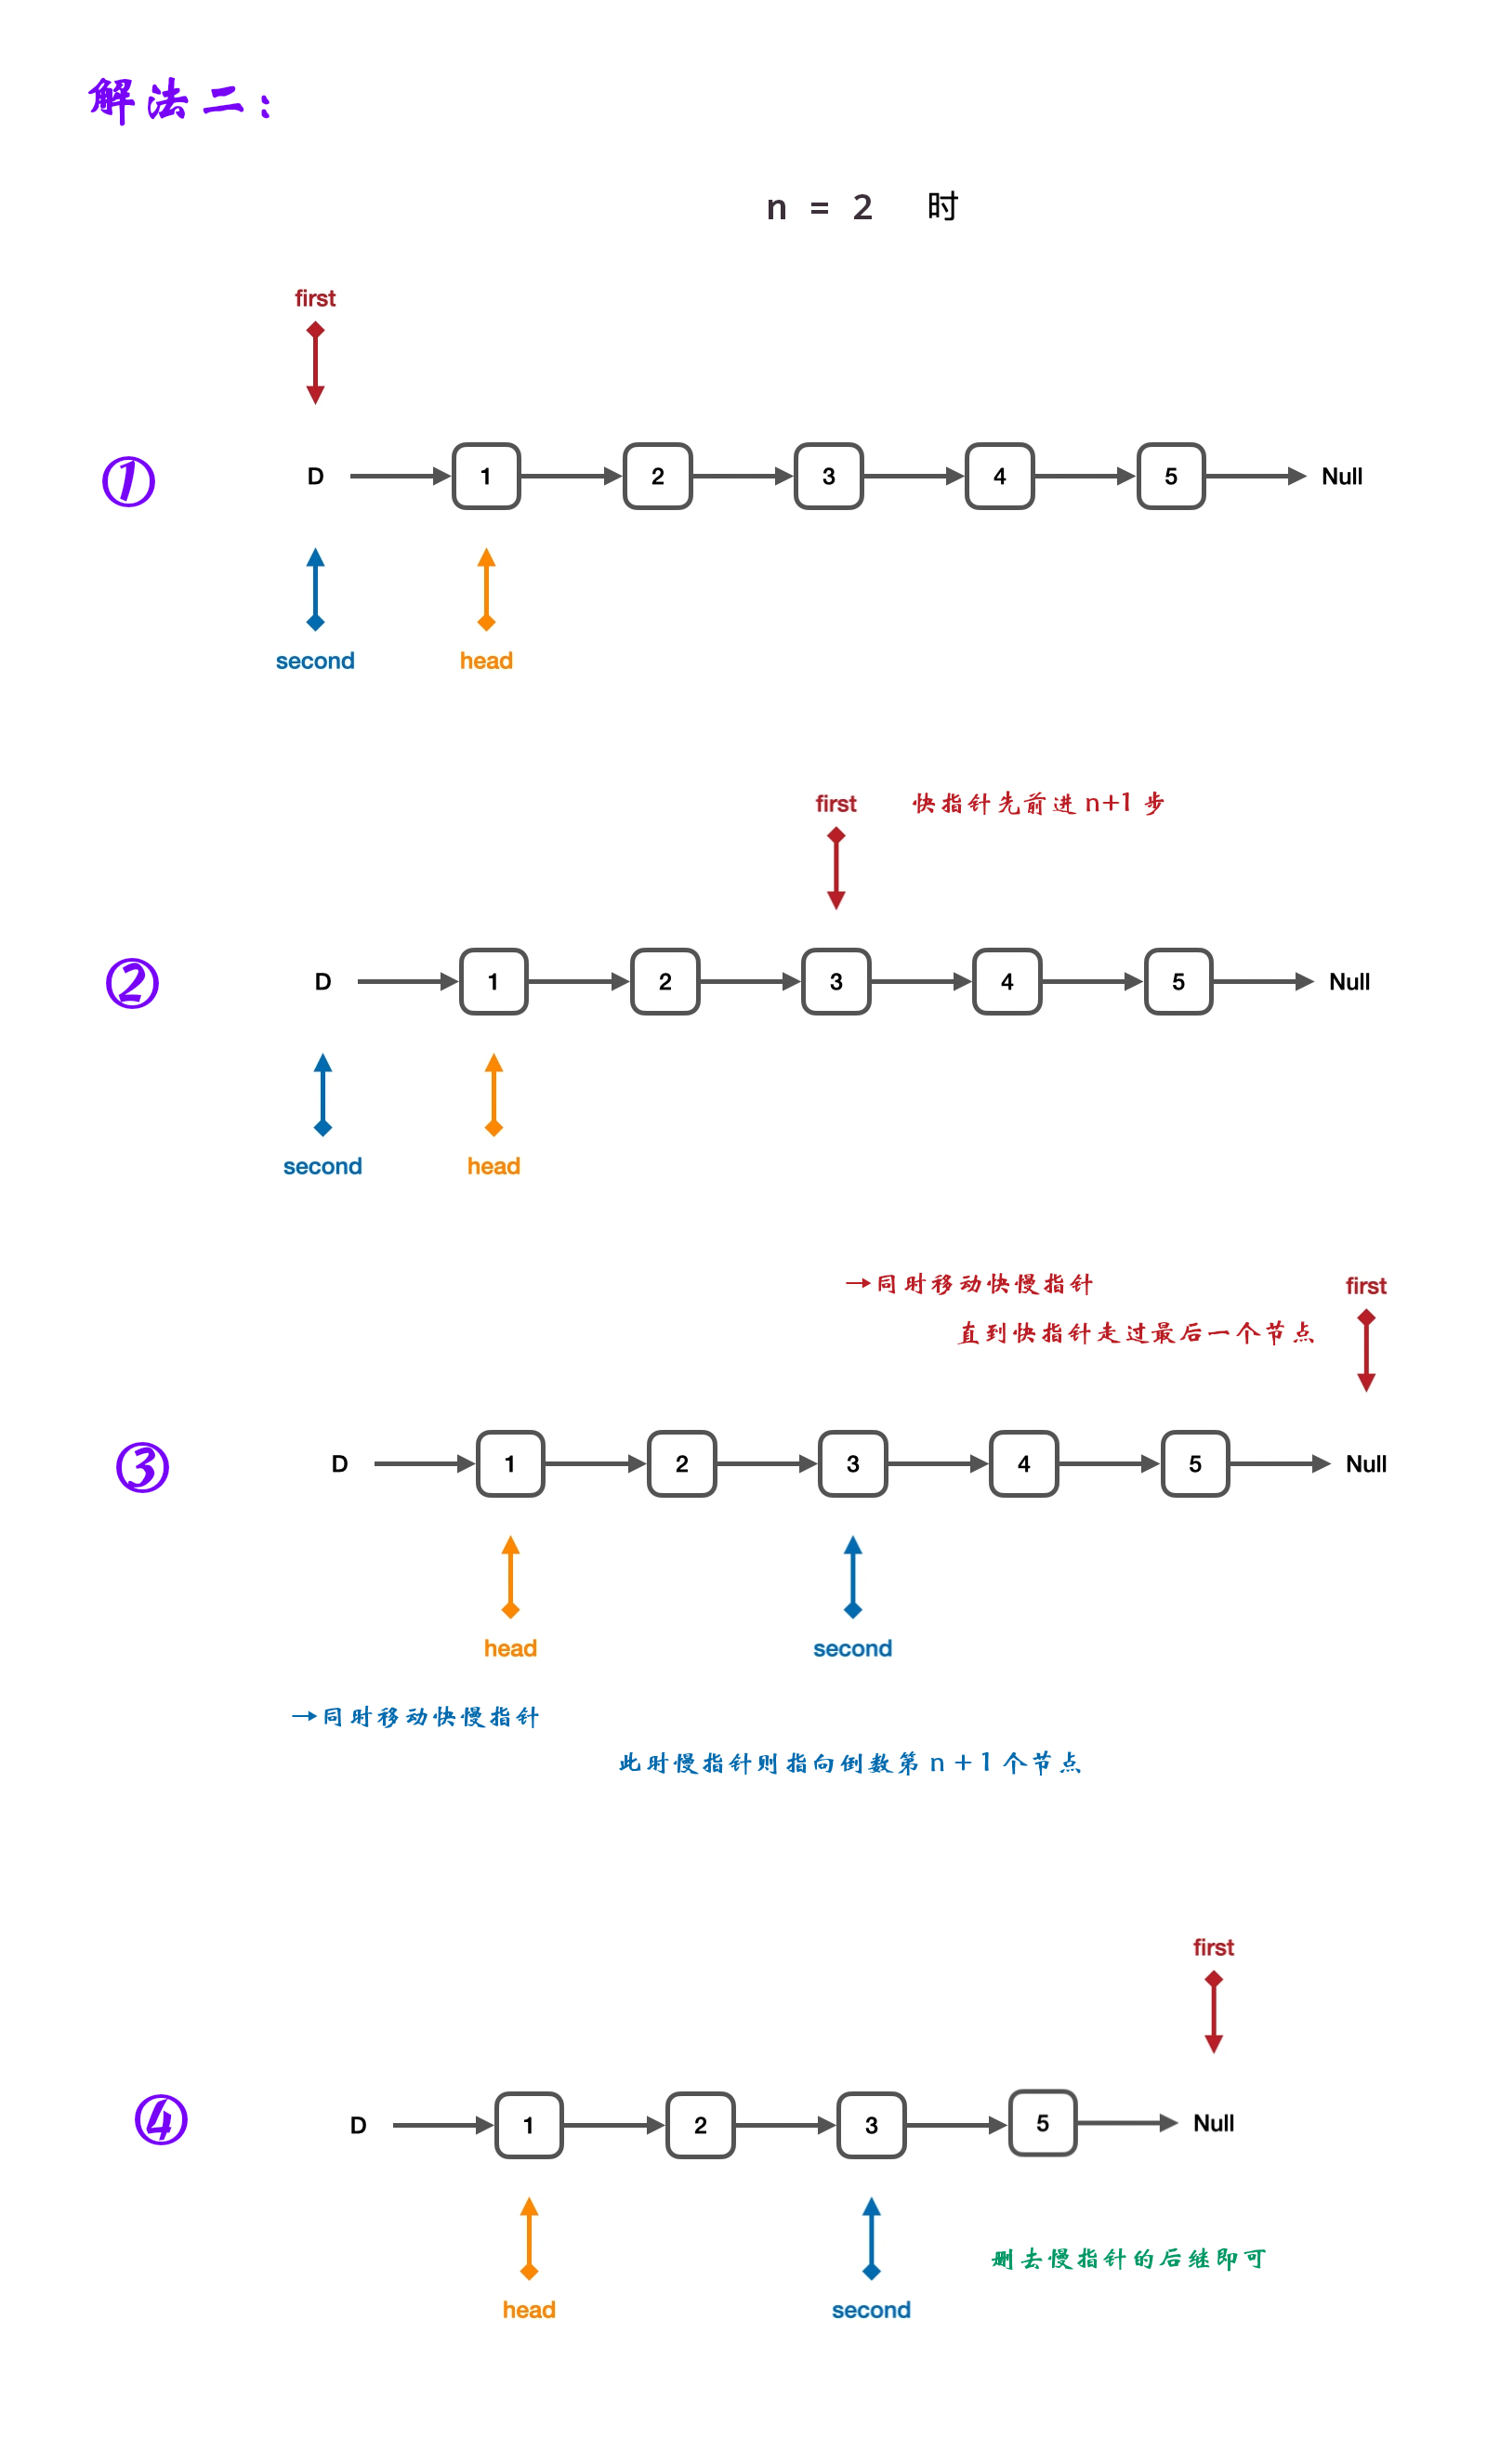 解法二：
n = 2 时
first
① D 1 2 3 4 5 Null
second head
first 快指针先前进 n+1 步
② D 1 2 3 4 5 Null
second head
→同时移动快慢指针 first
直到快指针走过最后一个节点
③ D 1 2 3 4 5 Null
head second
→同时移动快慢指针
此时慢指针则指向倒数第 n + 1 个节点
first
④ D 1 2 3 5 Null
删去慢指针的后继即可
head second